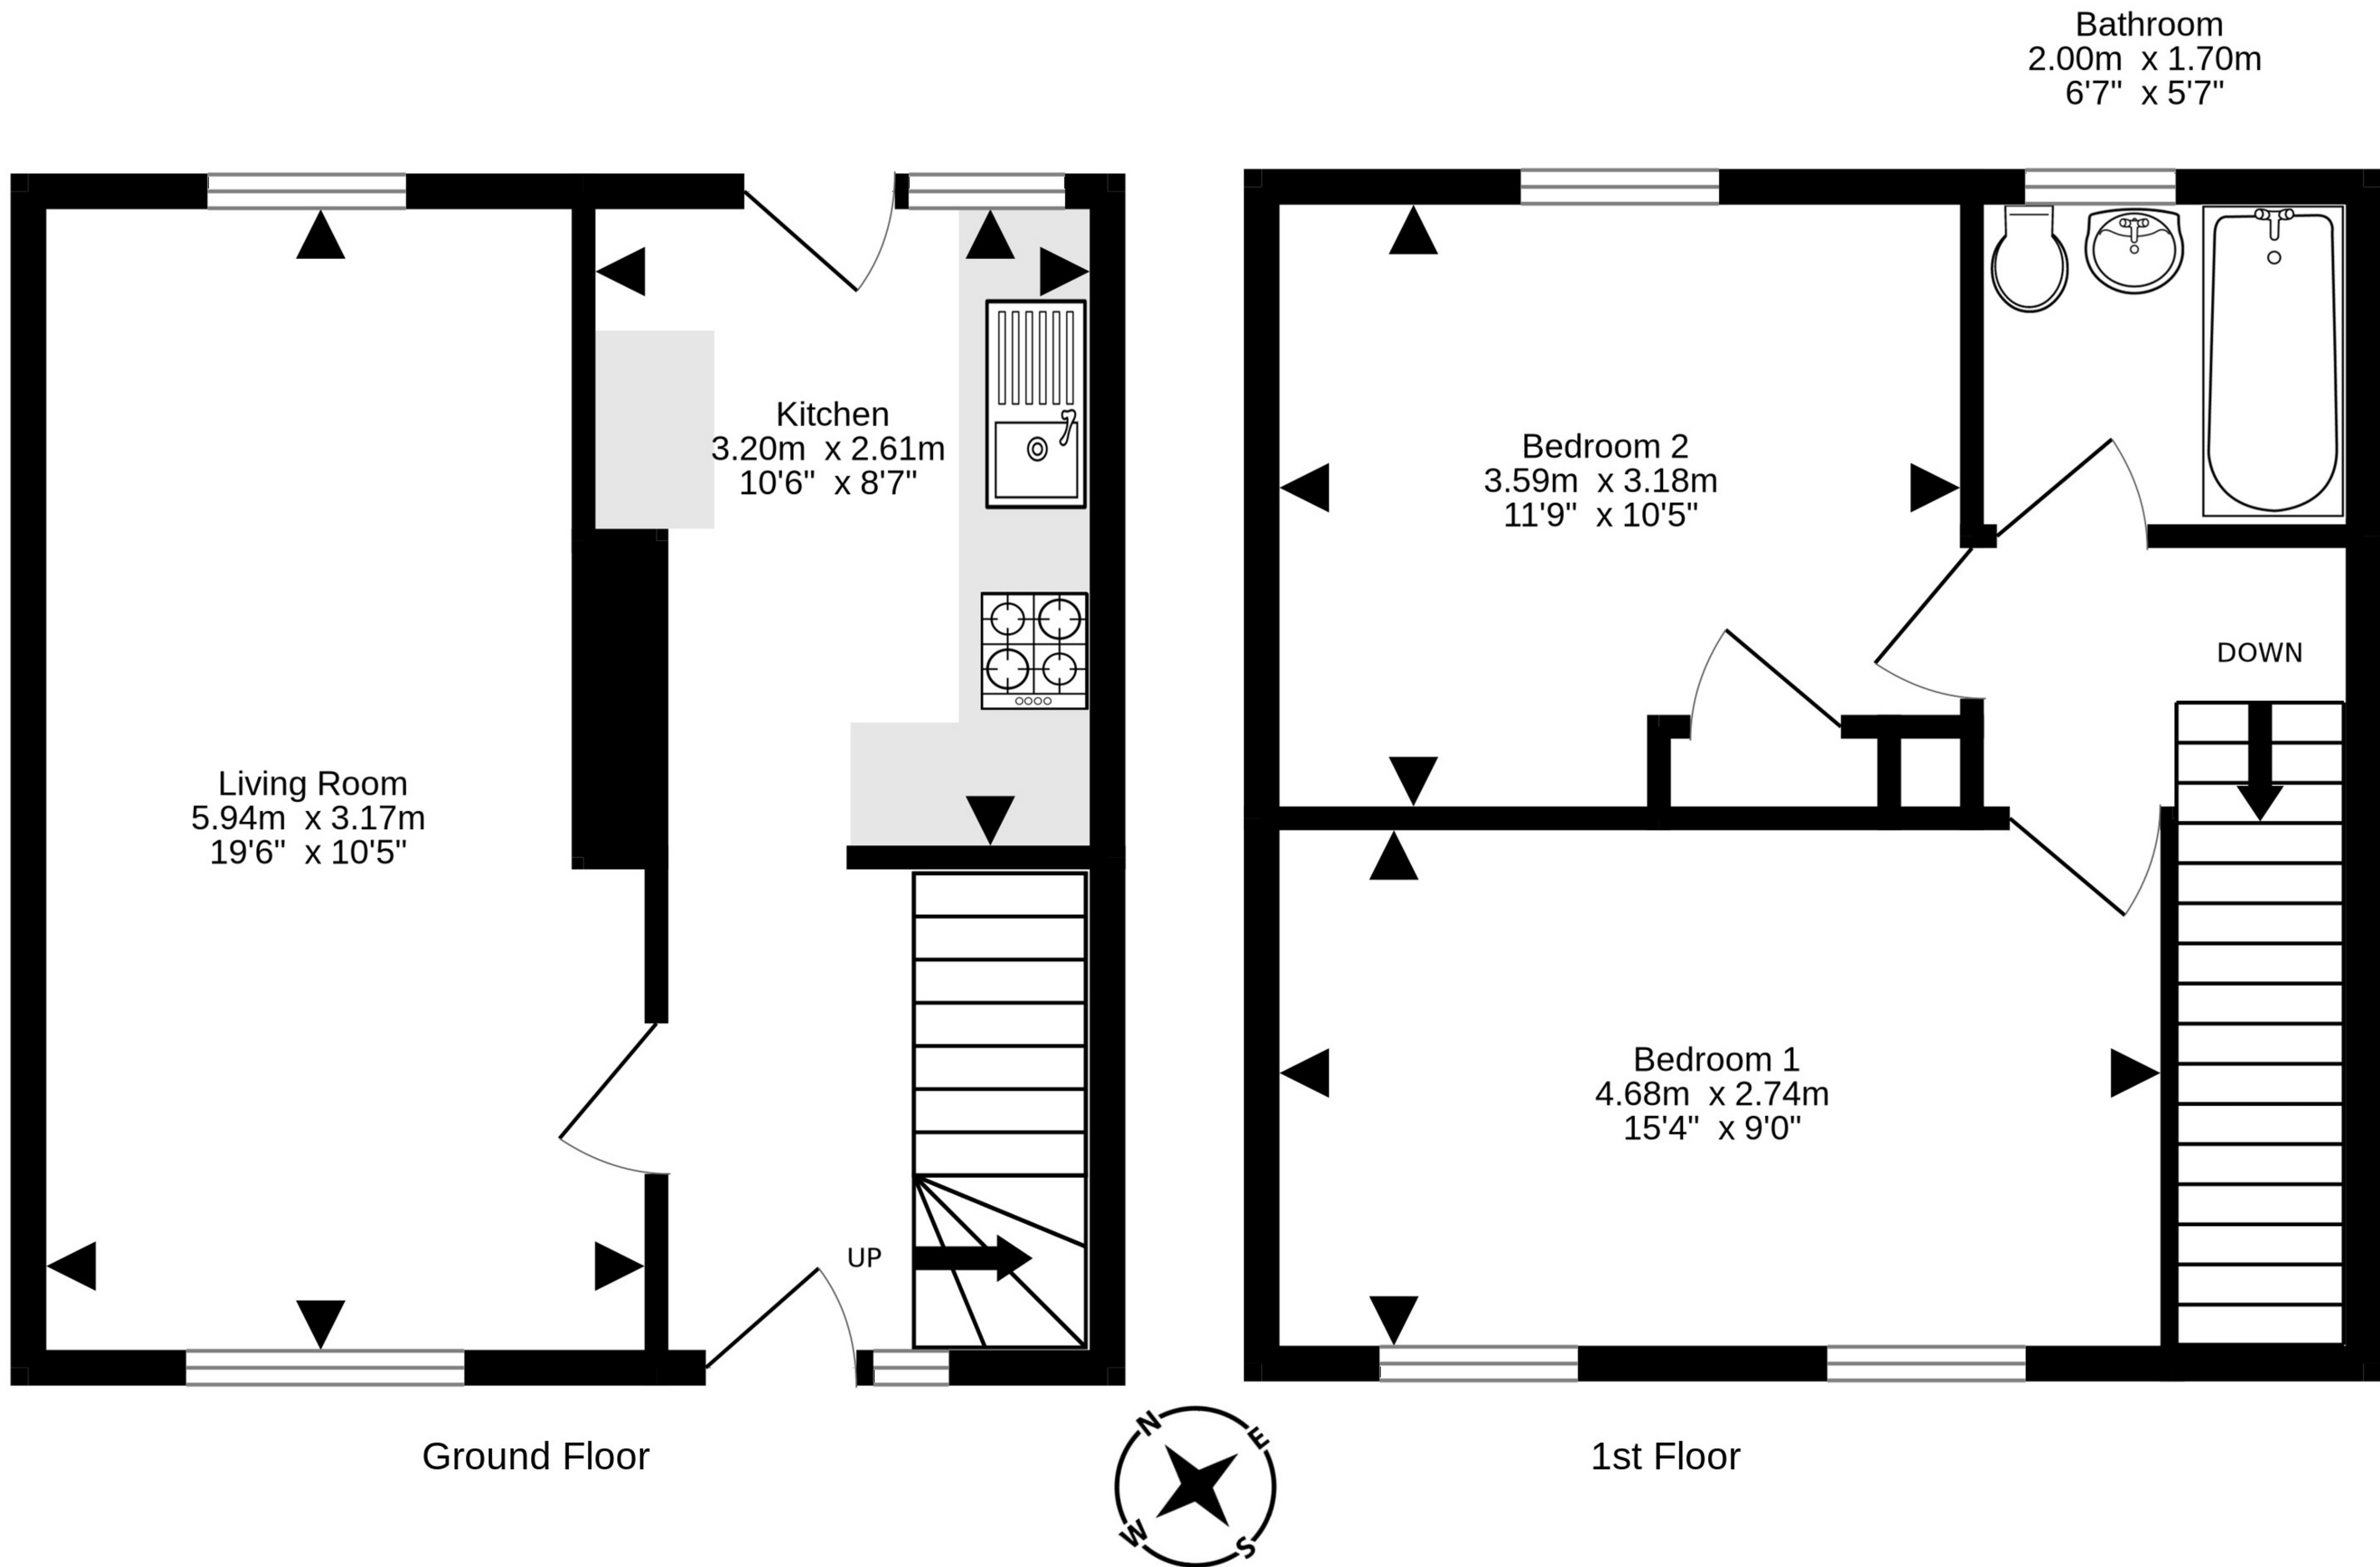 Bathroom
2.00m x 1.70m
6'7" x 5'7"
Kitchen
3.20m x 2.61m
10'6" x 8'7"
Living Room
5.94m x 3.17m
19'6" x 10'5"
UP
Bedroom 2
3.59m x 3.18m
11'9" x 10'5"
DOWN
Bedroom 1
4.68m x 2.74m
15'4" x 9'0"
Ground Floor
N
E
W
S
1st Floor